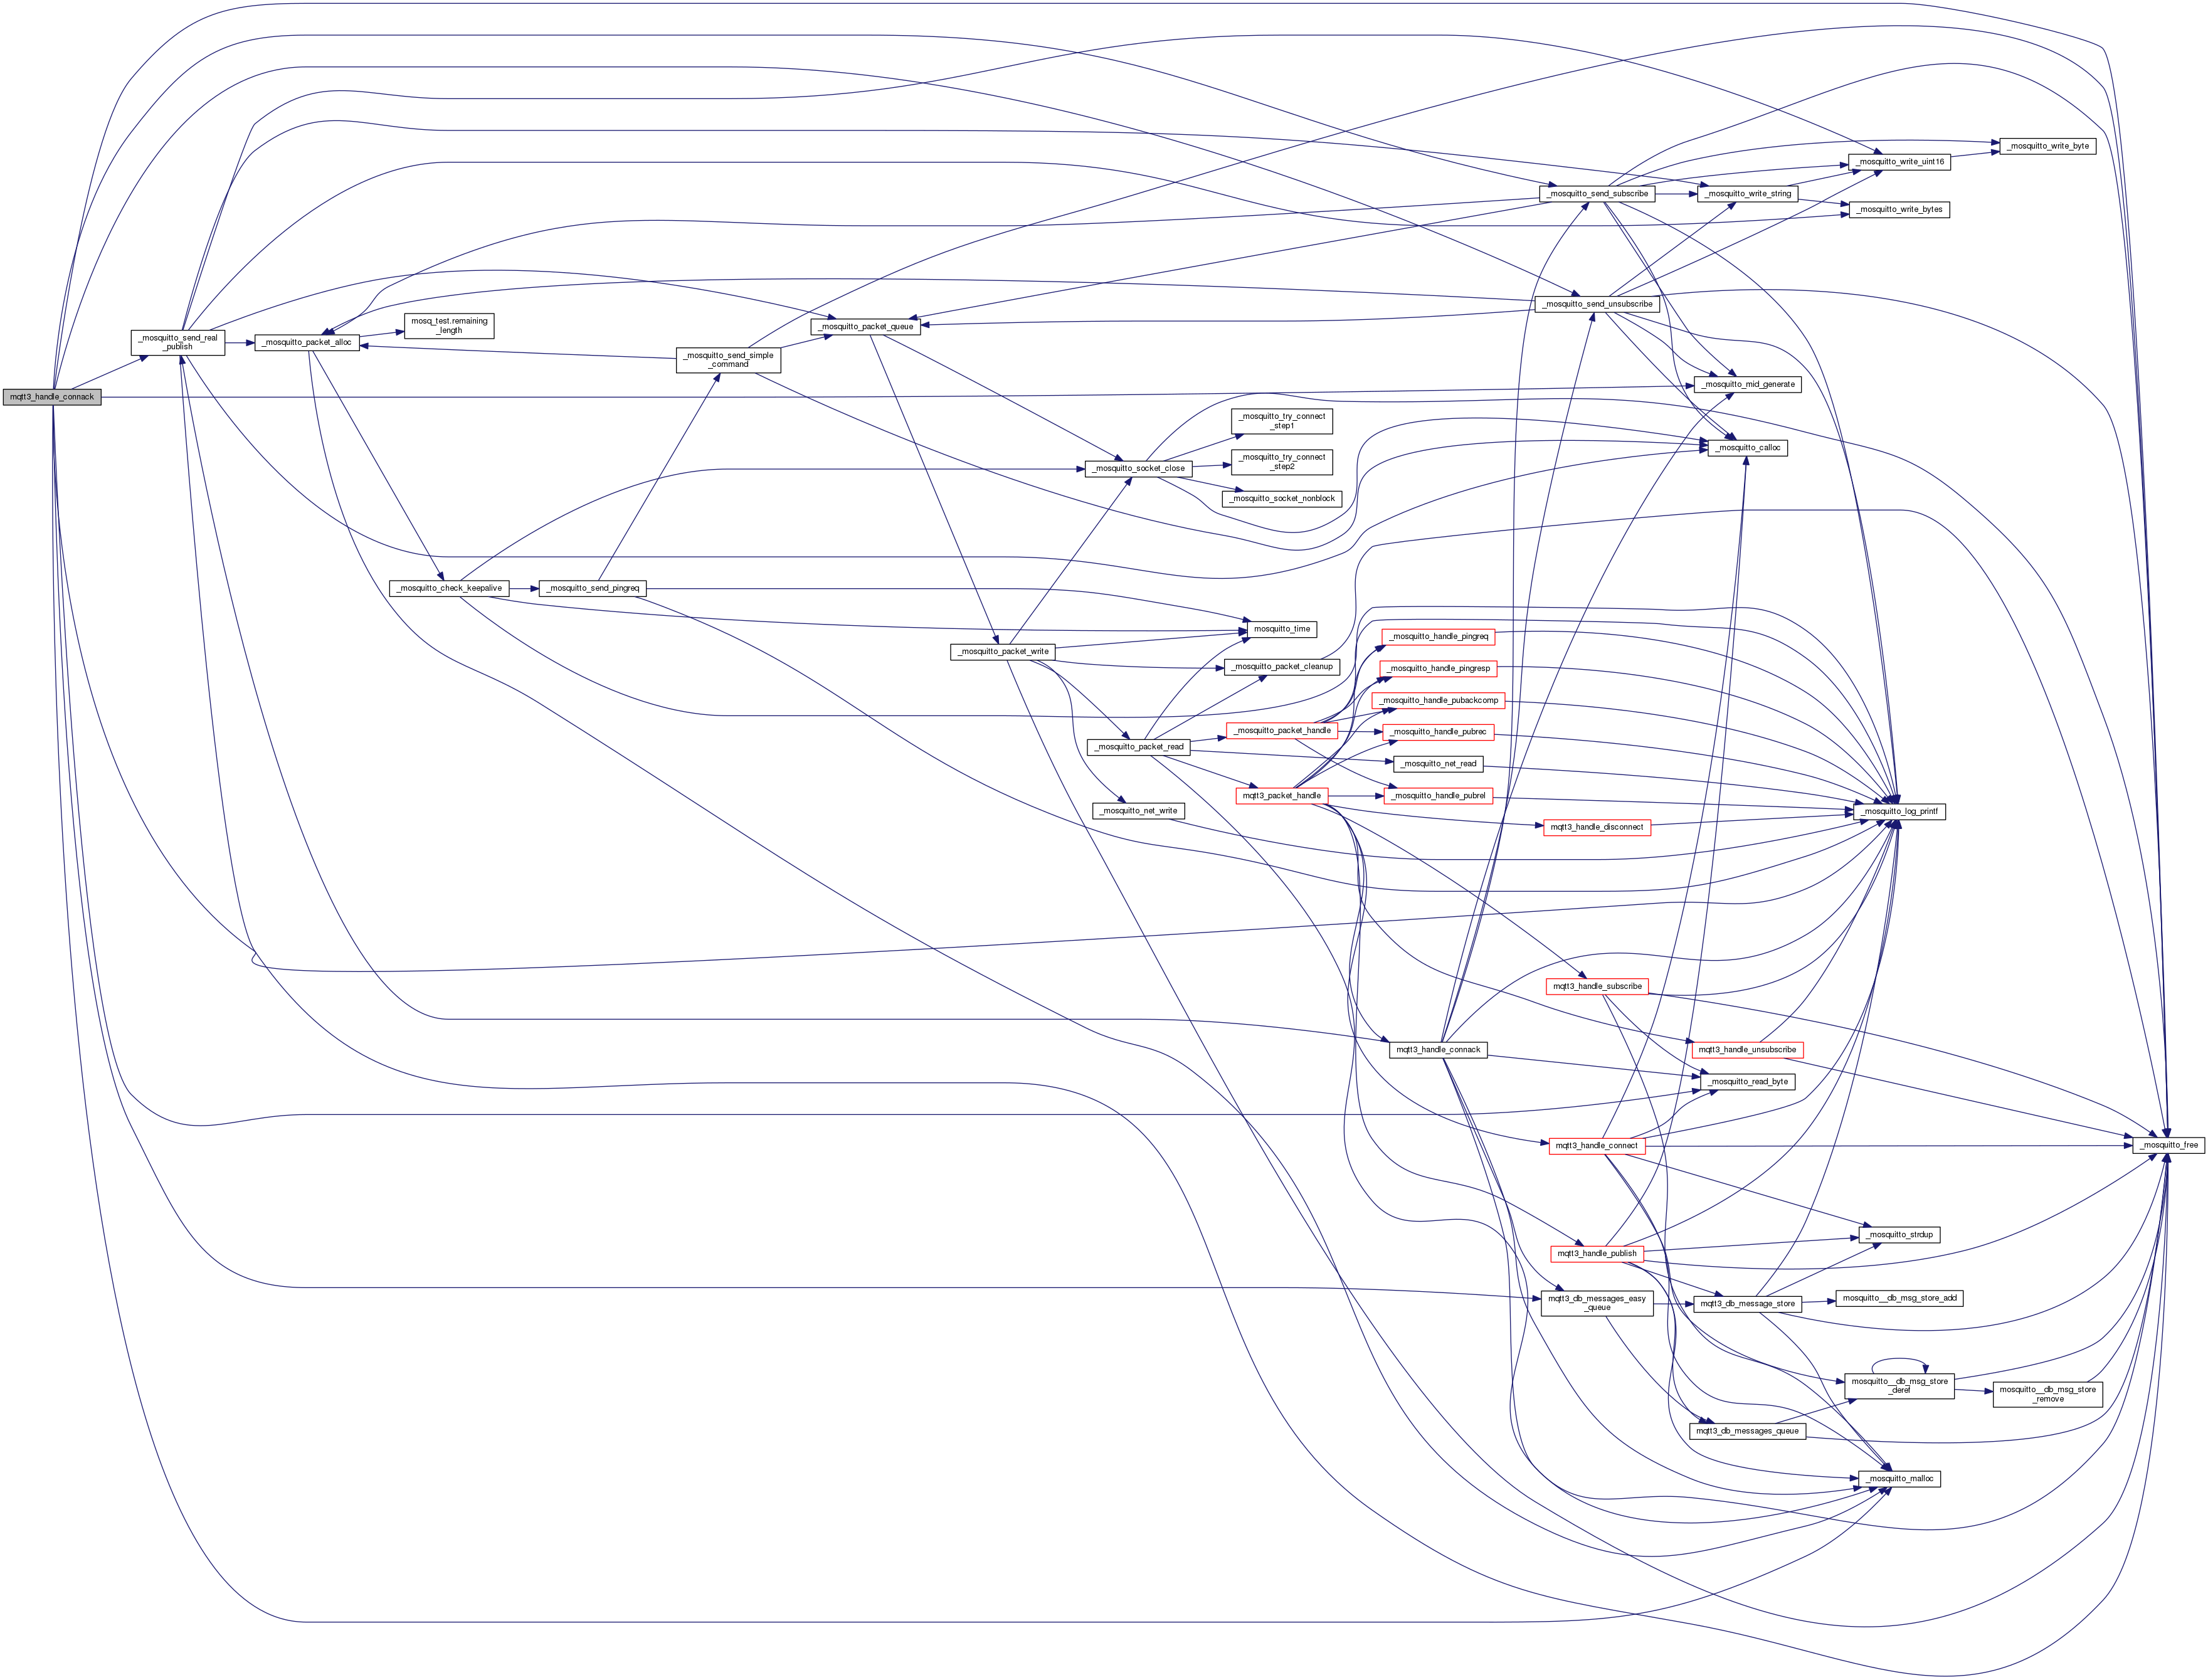 mqtt3_handle_connack
_mosquitto_send_real
_publish
_mosquitto_packet_alloc
mosq_test.remaining
_length
_mosquitto_check_keepalive
_mosquitto_send_pingreq
_mosquitto_send_simple
_command
_mosquitto_packet_queue
_mosquitto_packet_write
_mosquitto_socket_close
_mosquitto_packet_read
_mosquitto_net_write
_mosquitto_try_connect
_step1
_mosquitto_try_connect
_step2
_mosquitto_socket_nonblock
mosquitto_time
_mosquitto_packet_cleanup
_mosquitto_packet_handle
mqtt3_packet_handle
_mosquitto_handle_pingreq
_mosquitto_handle_pingresp
_mosquitto_handle_pubackcomp
_mosquitto_handle_pubrec
_mosquitto_net_read
_mosquitto_handle_pubrel
mqtt3_handle_connack
_mosquitto_send_subscribe
_mosquitto_send_unsubscribe
mqtt3_handle_disconnect
mqtt3_handle_subscribe
mqtt3_handle_connect
mqtt3_handle_publish
mqtt3_db_messages_easy
_queue
_mosquitto_write_string
_mosquitto_mid_generate
_mosquitto_calloc
mqtt3_handle_unsubscribe
_mosquitto_read_byte
mqtt3_db_message_store
mqtt3_db_messages_queue
_mosquitto_write_uint16
_mosquitto_write_bytes
_mosquitto_log_printf
_mosquitto_strdup
mosquitto__db_msg_store_add
mosquitto__db_msg_store
_deref
_mosquitto_malloc
_mosquitto_write_byte
mosquitto__db_msg_store
_remove
_mosquitto_free